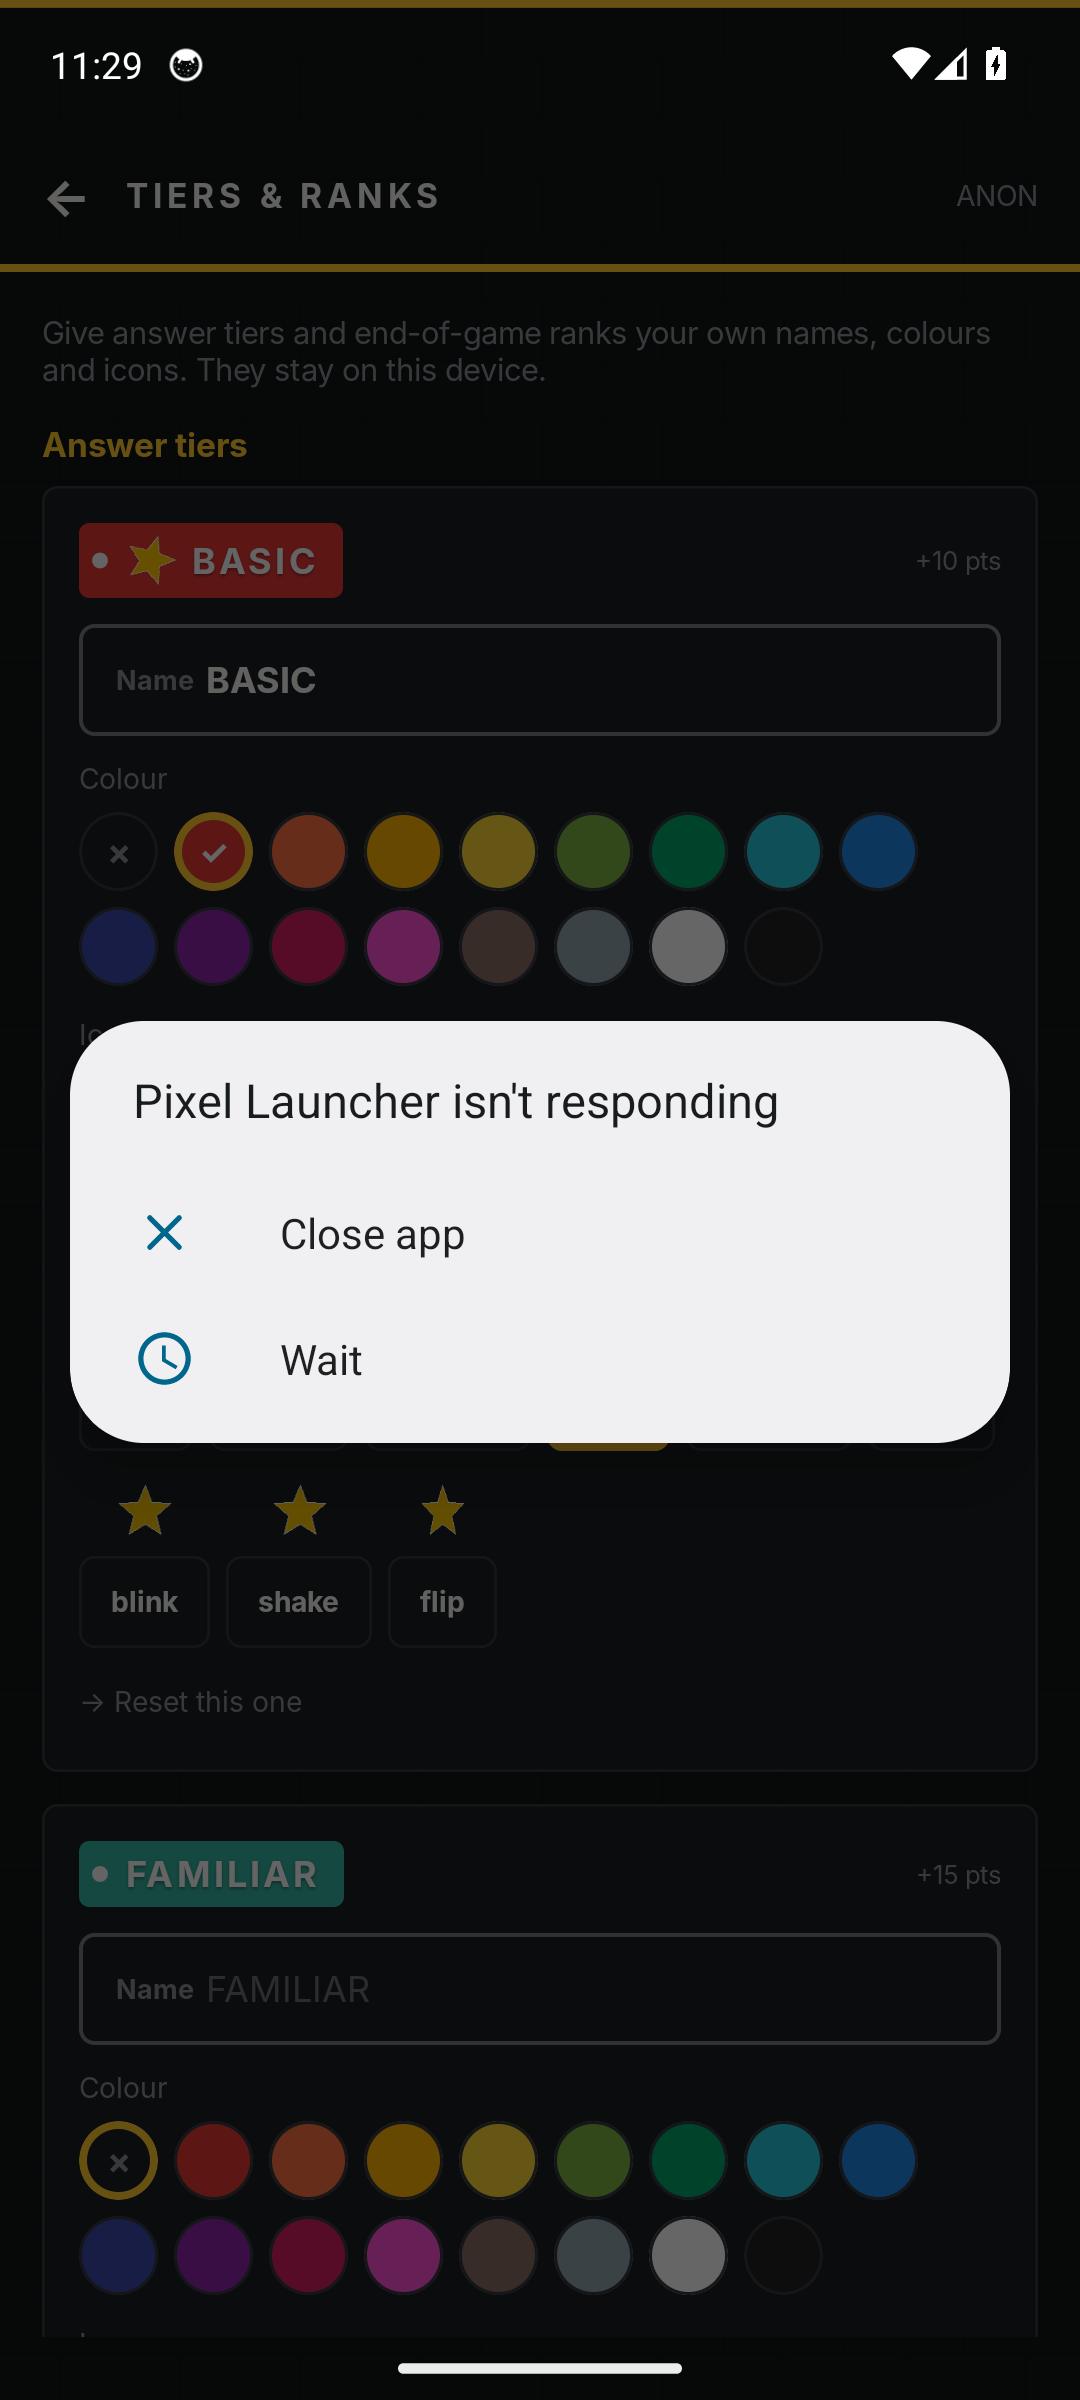 11:29
TIERS & RANKS
ANON
Give answer tiers and end-of-game ranks your own names, colours
and icons. They stay on this device.
Answer tiers
BASIC
+10 pts
Name BASIC
Colour
Pixel Launcher isn't responding
Close app
Wait
blink
shake
flip
→ Reset this one
FAMILIAR
+15 pts
Name FAMILIAR
Colour